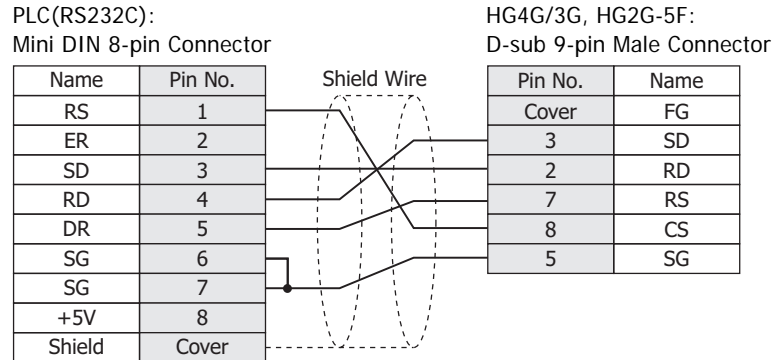 PLC(RS232C):
Mini DIN 8-pin Connector
HG4G/3G, HG2G-5F:
D-sub 9-pin Male Connector
Shield Wire
Name Pin No.
RS 1
ER 2
SD 3
RD 4
DR 5
SG 6
SG 7
+5V 8
Shield Cover
Pin No. Name
Cover FG
3 SD
2 RD
7 RS
8 CS
5 SG